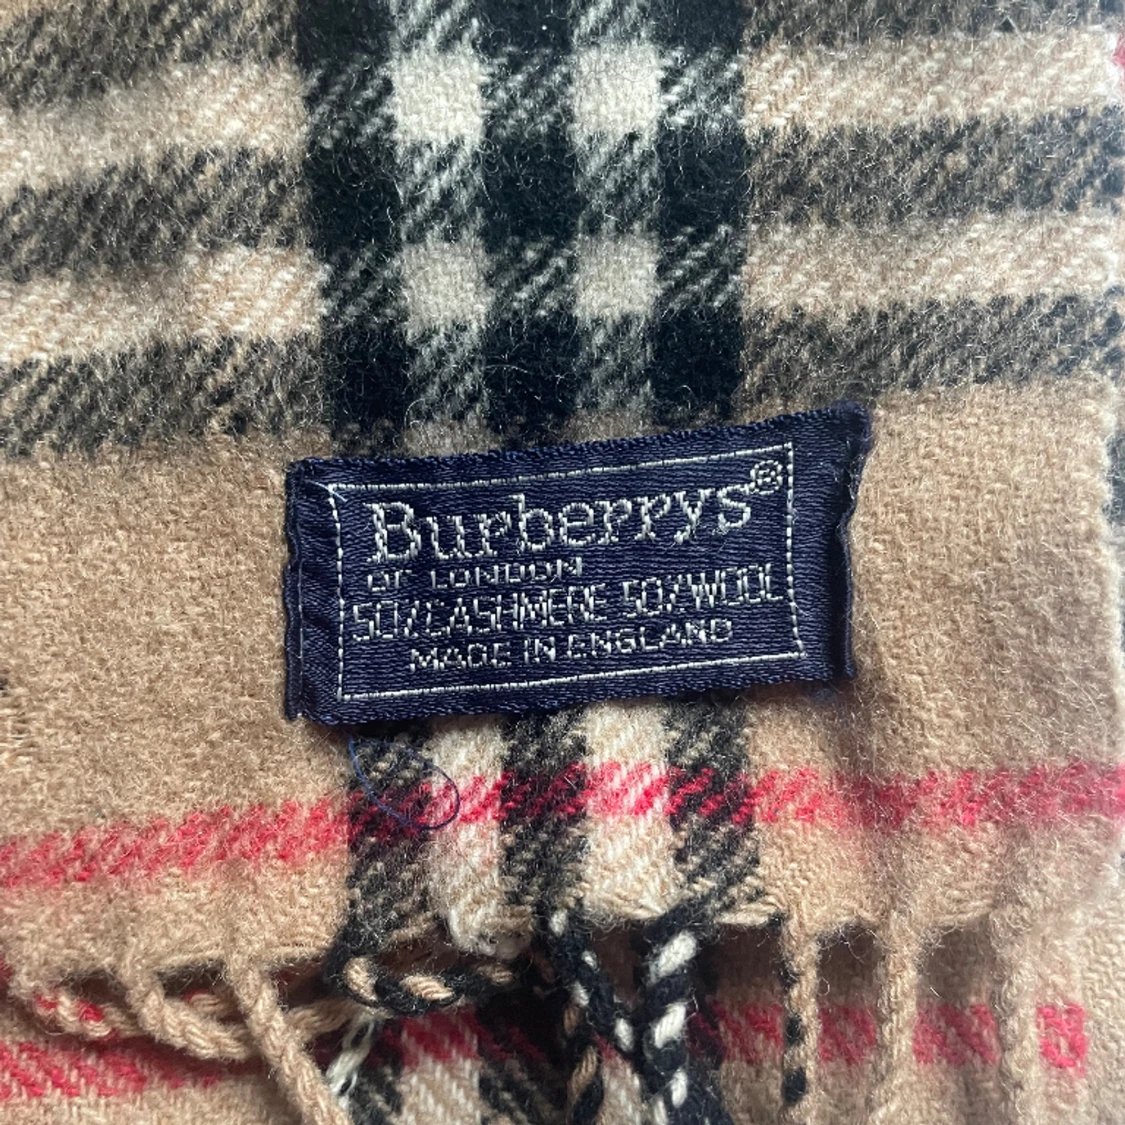 Burberrys®
OF LONDON
50%CASHMERE 50%WOOL
MADE IN ENGLAND